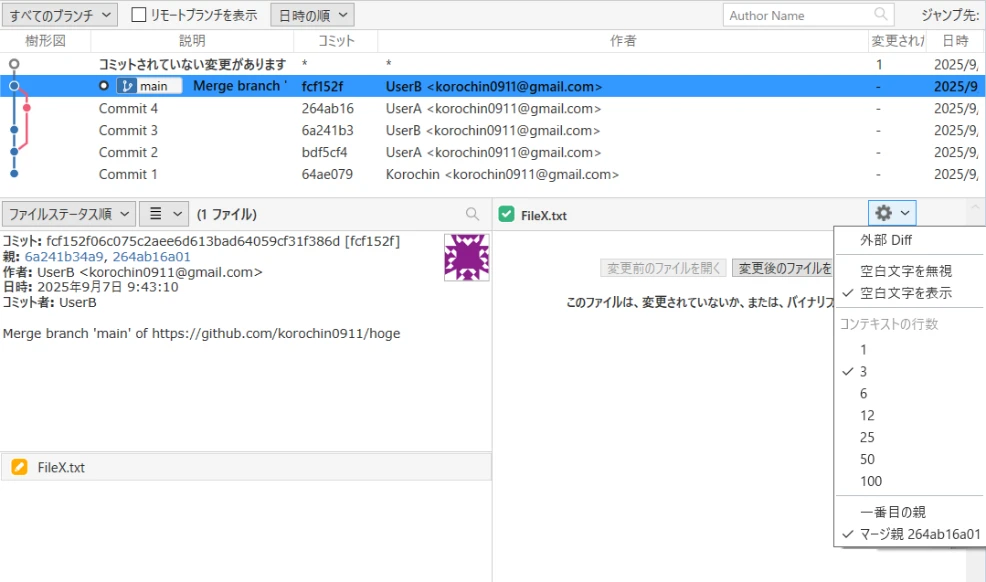 すべてのブランチ リモートブランチを表示 日時の順 Author Name ジャンプ先:
樹形図 説明 コミット 作者 変更された 日時
コミットされていない変更があります * * 1 2025/9,
main Merge branch ' fcf152f UserB <korochin0911@gmail.com> - 2025/9
Commit 4 264ab16 UserA <korochin0911@gmail.com> - 2025/9,
Commit 3 6a241b3 UserB <korochin0911@gmail.com> - 2025/9,
Commit 2 bdf5cf4 UserA <korochin0911@gmail.com> - 2025/9,
Commit 1 64ae079 Korochin <korochin0911@gmail.com> - 2025/9,
ファイルステータス順 (1 ファイル)
コミット: fcf152f06c075c2aee6d613bad64059cf31f386d [fcf152f]
親: 6a241b34a9, 264ab16a01
作者: UserB <korochin0911@gmail.com>
日時: 2025年9月7日 9:43:10
コミット者: UserB
Merge branch 'main' of https://github.com/korochin0911/hoge
FileX.txt
FileX.txt
変更前のファイルを開く 変更後のファイルを
このファイルは、変更されていないか、または、バイナリフ
外部 Diff
空白文字を無視
空白文字を表示
コンテキストの行数
1
3
6
12
25
50
100
一番目の親
マージ親 264ab16a01